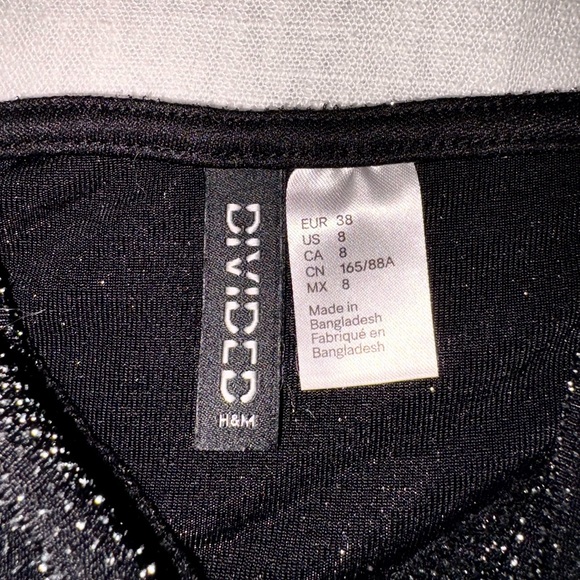 DIVIDED
H&M
EUR 38
US 8
CA 8
CN 165/88A
MX 8
Made in
Bangladesh
Fabriqué en
Bangladesh